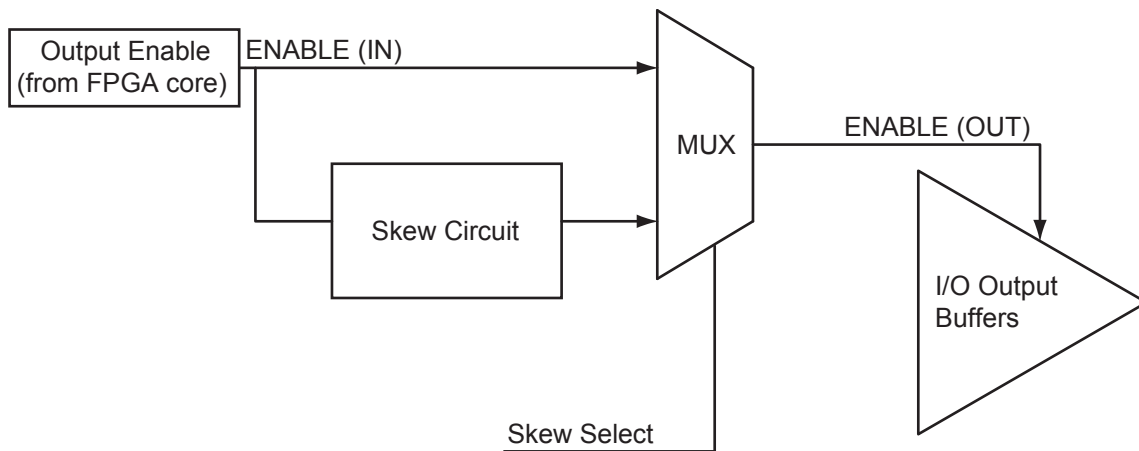 Output Enable
(from FPGA core)
ENABLE (IN)
MUX
ENABLE (OUT)
Skew Circuit
I/O Output
Buffers
Skew Select